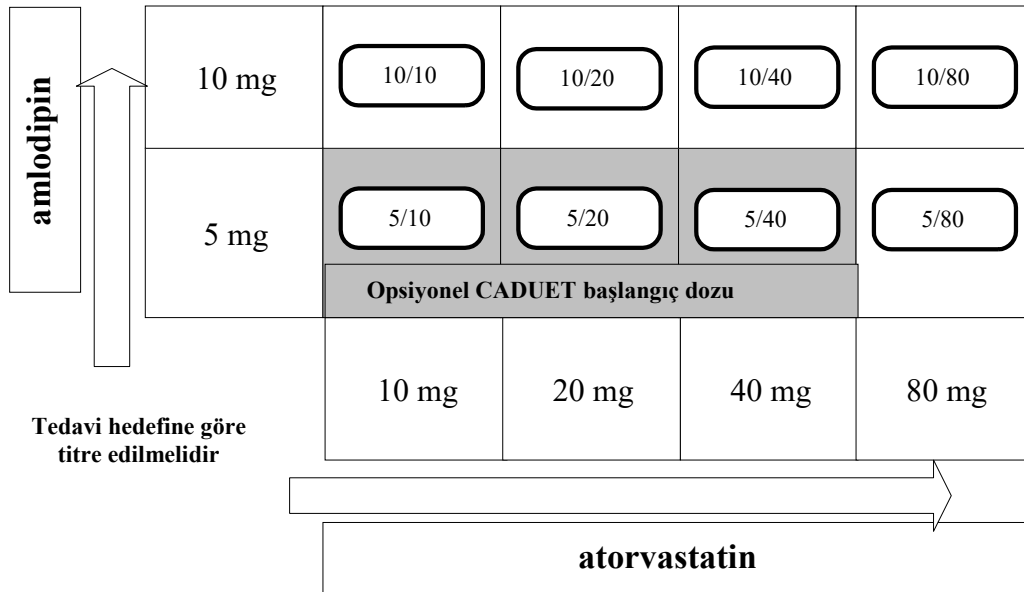 amlodipin
10 mg
10/10
10/20
10/40
10/80
5 mg
5/10
5/20
5/40
5/80
Opsiyonel CADUET başlangıç dozu
10 mg
20 mg
40 mg
80 mg
Tedavi hedefine göre
titre edilmelidir
atorvastatin